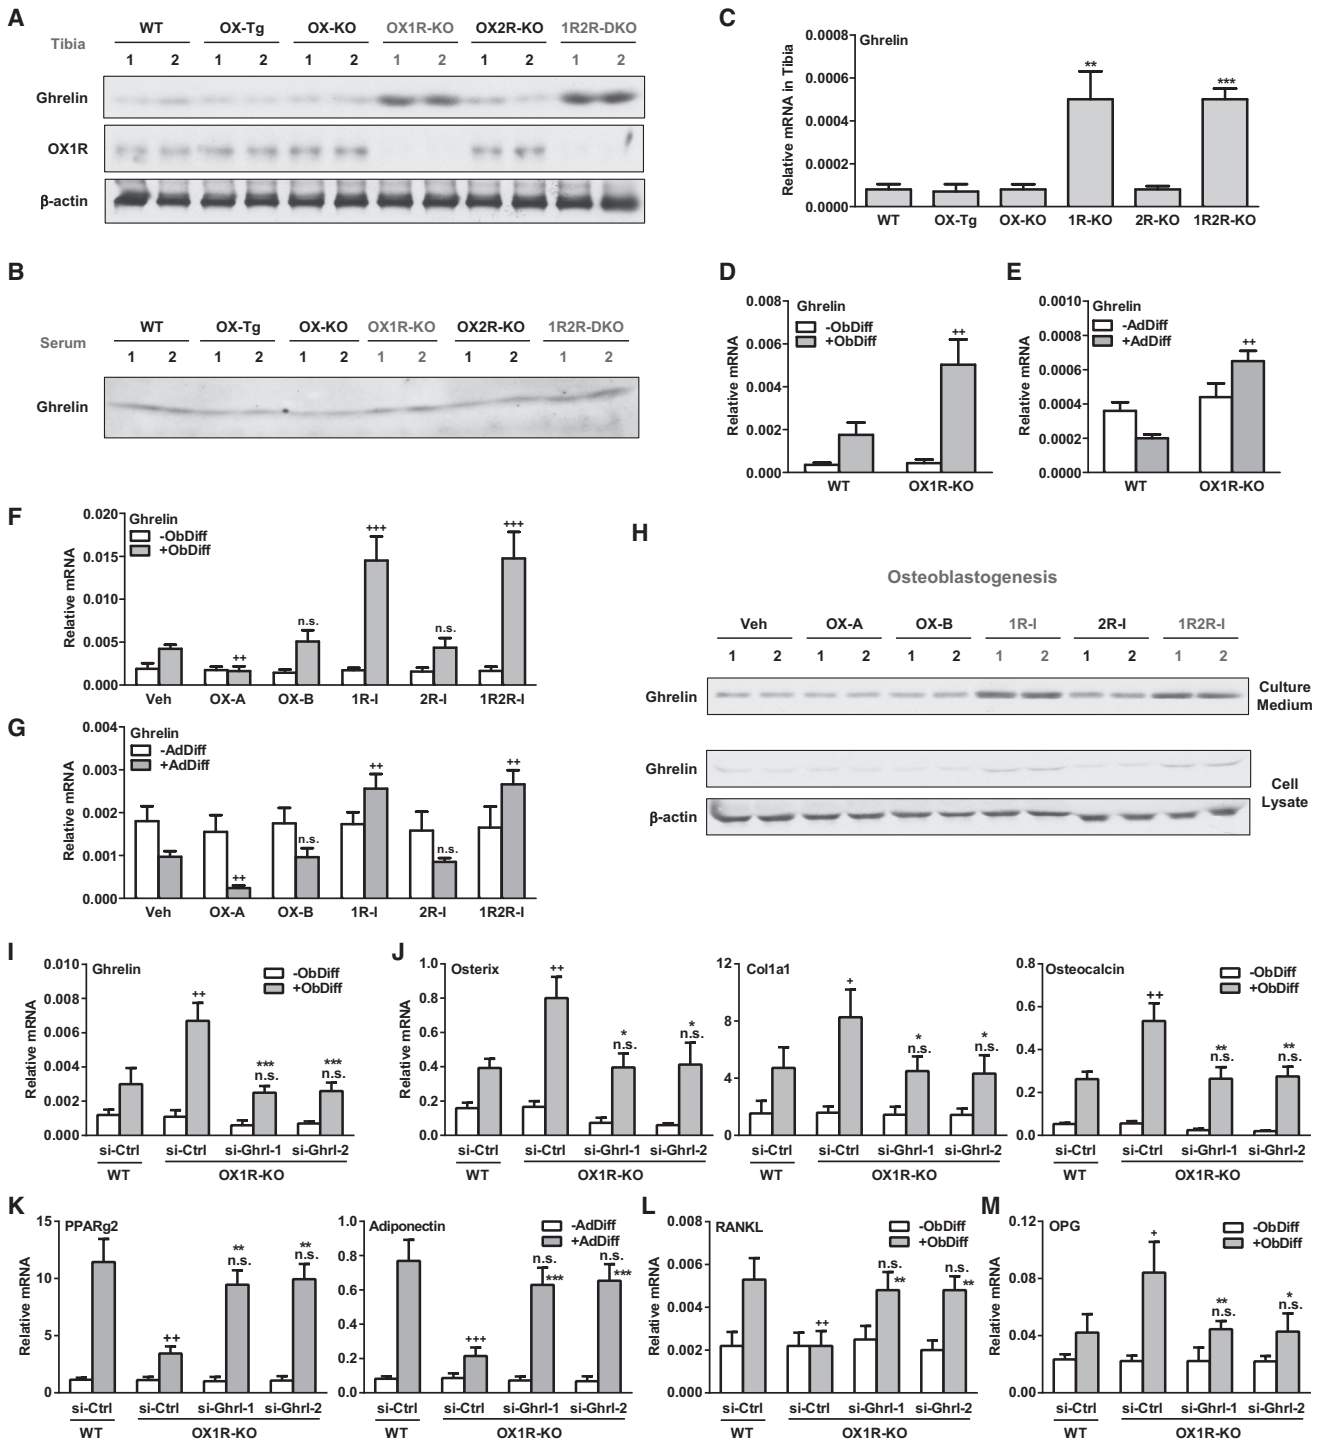 A
WT OX-Tg OX-KO OX1R-KO OX2R-KO 1R2R-DKO
Tibia
1 2 1 2 1 2 1 2 1 2 1 2
Ghrelin
OX1R
β-actin
B
WT OX-Tg OX-KO OX1R-KO OX2R-KO 1R2R-DKO
Serum
1 2 1 2 1 2 1 2 1 2 1 2
Ghrelin
C
Ghrelin
Relative mRNA in Tibia
0.0008
0.0006
0.0004
0.0002
0.0000
** ***
WT OX-Tg OX-KO 1R-KO 2R-KO 1R2R-KO
D
Ghrelin
-ObDiff
+ObDiff
Relative mRNA
0.008
0.006
0.004
0.002
0.000
++
WT OX1R-KO
E
Ghrelin
-AdDiff
+AdDiff
Relative mRNA
0.0010
0.0008
0.0006
0.0004
0.0002
0.0000
++
WT OX1R-KO
F
Ghrelin
-ObDiff
+ObDiff
Relative mRNA
0.020
0.015
0.010
0.005
0.000
++ n.s. +++ n.s. +++
Veh OX-A OX-B 1R-I 2R-I 1R2R-I
G
Ghrelin
-AdDiff
+AdDiff
Relative mRNA
0.004
0.003
0.002
0.001
0.000
++ n.s. ++ n.s. ++
Veh OX-A OX-B 1R-I 2R-I 1R2R-I
H
Osteoblastogenesis
Veh OX-A OX-B 1R-I 2R-I 1R2R-I
1 2 1 2 1 2 1 2 1 2 1 2
Ghrelin
Culture
Medium
Ghrelin
β-actin
Cell
Lysate
I
Ghrelin
-ObDiff
+ObDiff
Relative mRNA
0.010
0.008
0.006
0.004
0.002
0.000
++
*** ***
n.s. n.s.
si-Ctrl si-Ctrl si-Ghrl-1 si-Ghrl-2
WT OX1R-KO
J
Osterix
Relative mRNA
1.0
0.8
0.6
0.4
0.2
0.0
++
* *
n.s. n.s.
si-Ctrl si-Ctrl si-Ghrl-1 si-Ghrl-2
WT OX1R-KO
Col1a1
12
8
4
0
+
* *
n.s. n.s.
si-Ctrl si-Ctrl si-Ghrl-1 si-Ghrl-2
WT OX1R-KO
Osteocalcin
-ObDiff
+ObDiff
0.8
0.6
0.4
0.2
0.0
++
** **
n.s. n.s.
si-Ctrl si-Ctrl si-Ghrl-1 si-Ghrl-2
WT OX1R-KO
K
PPARg2
Relative mRNA
15
10
5
0
++
** **
n.s. n.s.
si-Ctrl si-Ctrl si-Ghrl-1 si-Ghrl-2
WT OX1R-KO
Adiponectin
-AdDiff
+AdDiff
1.0
0.8
0.6
0.4
0.2
0.0
+++
n.s. n.s.
*** ***
si-Ctrl si-Ctrl si-Ghrl-1 si-Ghrl-2
WT OX1R-KO
L
RANKL
-ObDiff
+ObDiff
Relative mRNA
0.008
0.006
0.004
0.002
0.000
++
n.s. n.s.
** **
si-Ctrl si-Ctrl si-Ghrl-1 si-Ghrl-2
WT OX1R-KO
M
OPG
-ObDiff
+ObDiff
Relative mRNA
0.12
0.08
0.04
0.00
+
** *
n.s. n.s.
si-Ctrl si-Ctrl si-Ghrl-1 si-Ghrl-2
WT OX1R-KO